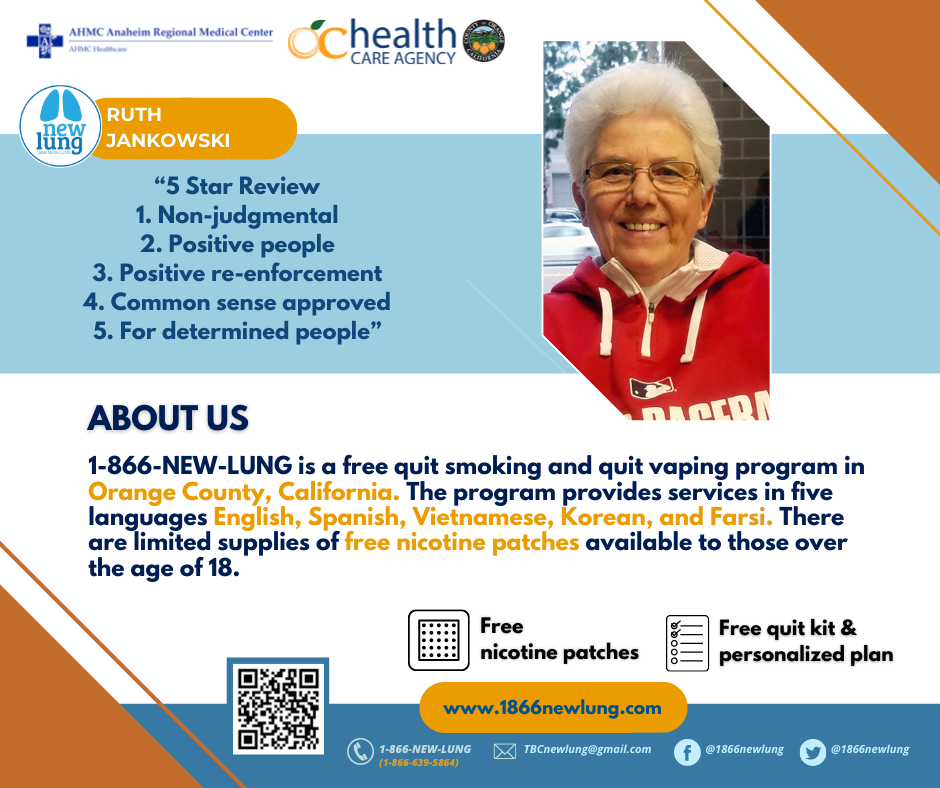 AHMC Anaheim Regional Medical Center
AHMC Healthcare
OC health
CARE AGENCY
COUNTY OF ORANGE
CALIFORNIA
new
lung
RUTH
JANKOWSKI
“5 Star Review
1. Non-judgmental
2. Positive people
3. Positive re-enforcement
4. Common sense approved
5. For determined people”
ABOUT US
1-866-NEW-LUNG is a free quit smoking and quit vaping program in
Orange County, California. The program provides services in five
languages English, Spanish, Vietnamese, Korean, and Farsi. There
are limited supplies of free nicotine patches available to those over
the age of 18.
Free
nicotine patches
Free quit kit &
personalized plan
www.1866newlung.com
1-866-NEW-LUNG
(1-866-639-5864)
TBCnewlung@gmail.com
@1866newlung
@1866newlung